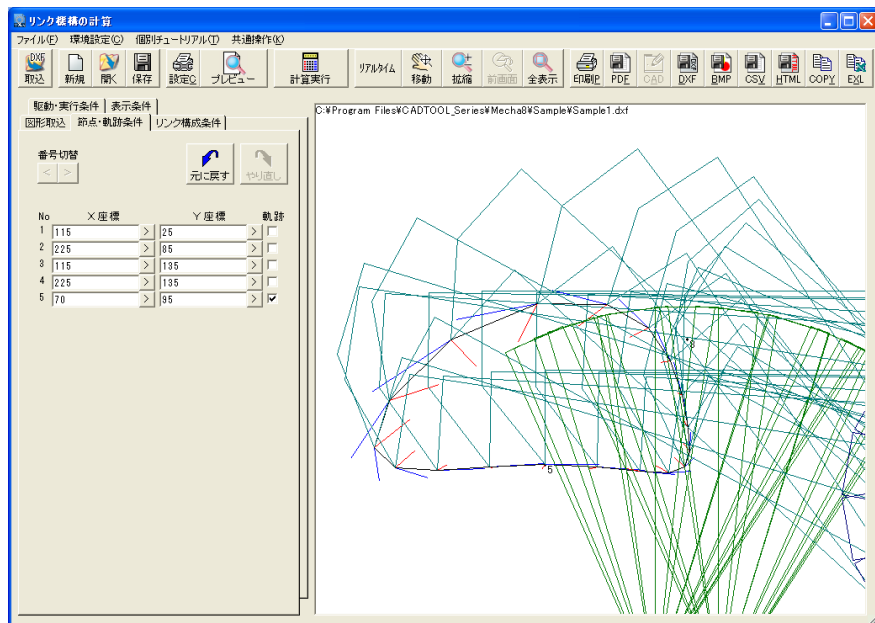 リンク機構の計算
ファイル(F) 環境設定(C) 個別チュートリアル(T) 共通操作(K)
DXF
取込 新規 開く 保存 設定O プレビュー 計算実行 リアルタイム 移動 拡縮 前画面 全表示 印刷P PDF CAD DXF BMP CSV HTML COPY EXL
駆動・実行条件 表示条件
図形取込 節点・軌跡条件 リンク構成条件
番号切替
< >
元に戻す やり直し
No X座標 Y座標 軌跡
1 115 > 25 >
2 225 > 85 >
3 115 > 135 >
4 225 > 135 >
5 70 > 95 >
C:¥Program Files¥CADTOOL_Series¥Mecha8¥Sample¥Sample1.dxf
8
5